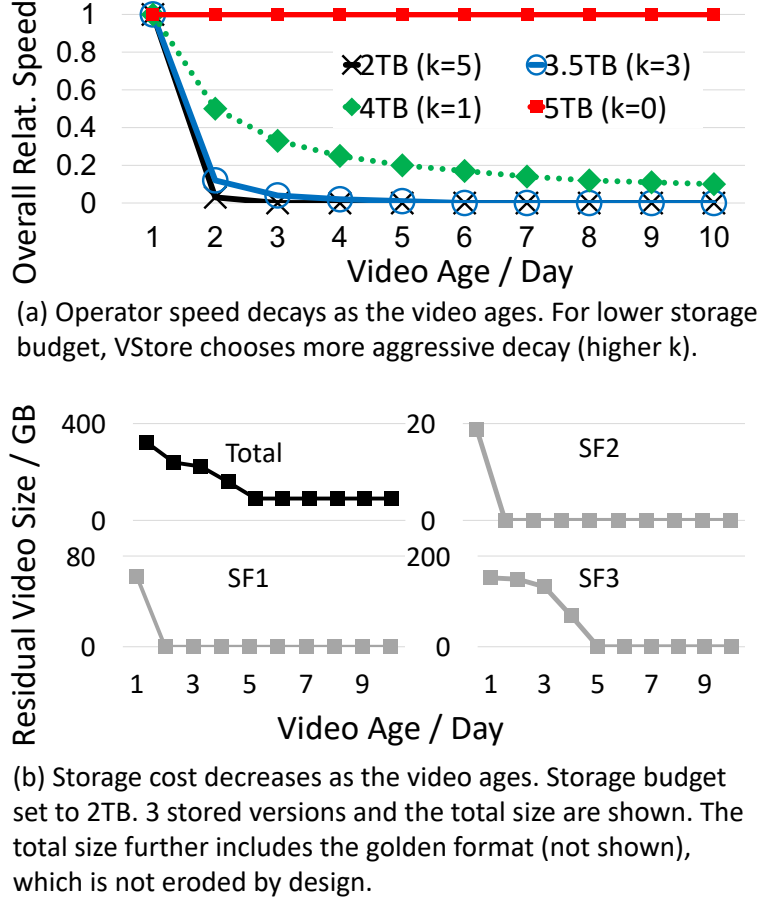 Overall Relat. Speed
1
0.8
0.6
0.4
0.2
0
2TB (k=5)
3.5TB (k=3)
4TB (k=1)
5TB (k=0)
1 2 3 4 5 6 7 8 9 10
Video Age / Day
(a) Operator speed decays as the video ages. For lower storage
budget, VStore chooses more aggressive decay (higher k).
Residual Video Size / GB
400
0
Total
20
0
SF2
80
0
SF1
200
0
SF3
1 3 5 7 9
1 3 5 7 9
Video Age / Day
(b) Storage cost decreases as the video ages. Storage budget
set to 2TB. 3 stored versions and the total size are shown. The
total size further includes the golden format (not shown),
which is not eroded by design.